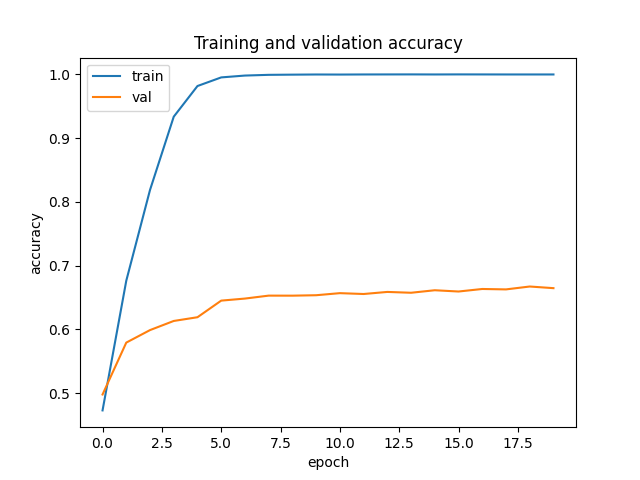 Training and validation accuracy
train
val
1.0
0.9
0.8
0.7
0.6
0.5
accuracy
0.0 2.5 5.0 7.5 10.0 12.5 15.0 17.5
epoch